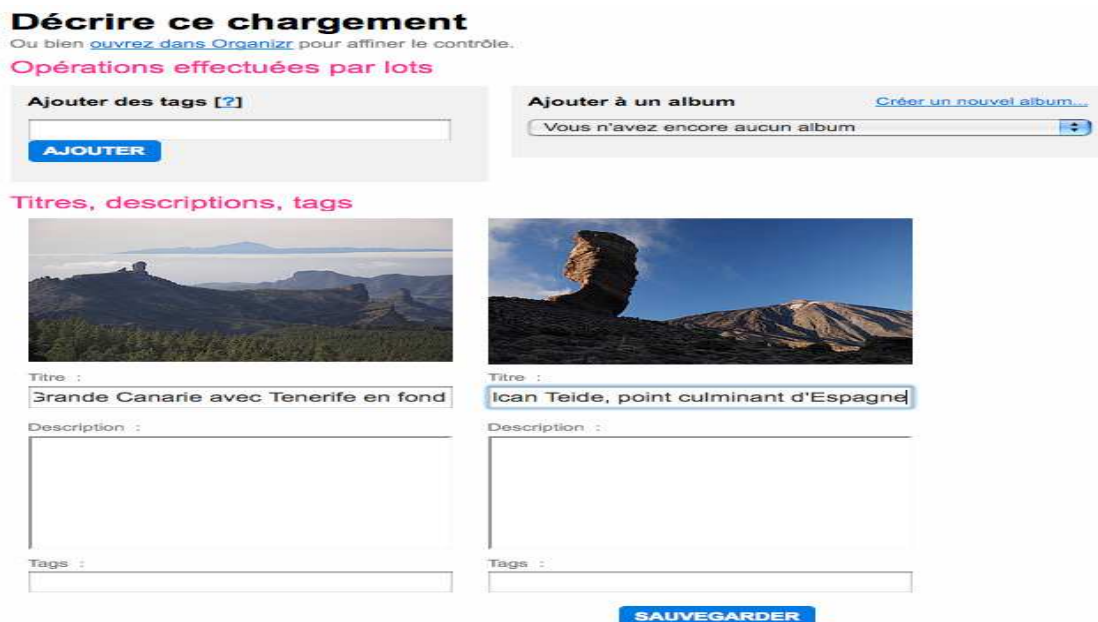 Décrire ce chargement
Ou bien ouvrez dans Organizr pour affiner le contrôle.
Opérations effectuées par lots
Ajouter des tags [?]
AJOUTER
Ajouter à un album
Créer un nouvel album...
Vous n'avez encore aucun album
Titres, descriptions, tags
Titre :
Grande Canarie avec Tenerife en fond
Description :
Tags :
Titre :
lcan Teide, point culminant d'Espagne
Description :
Tags :
SAUVEGARDER